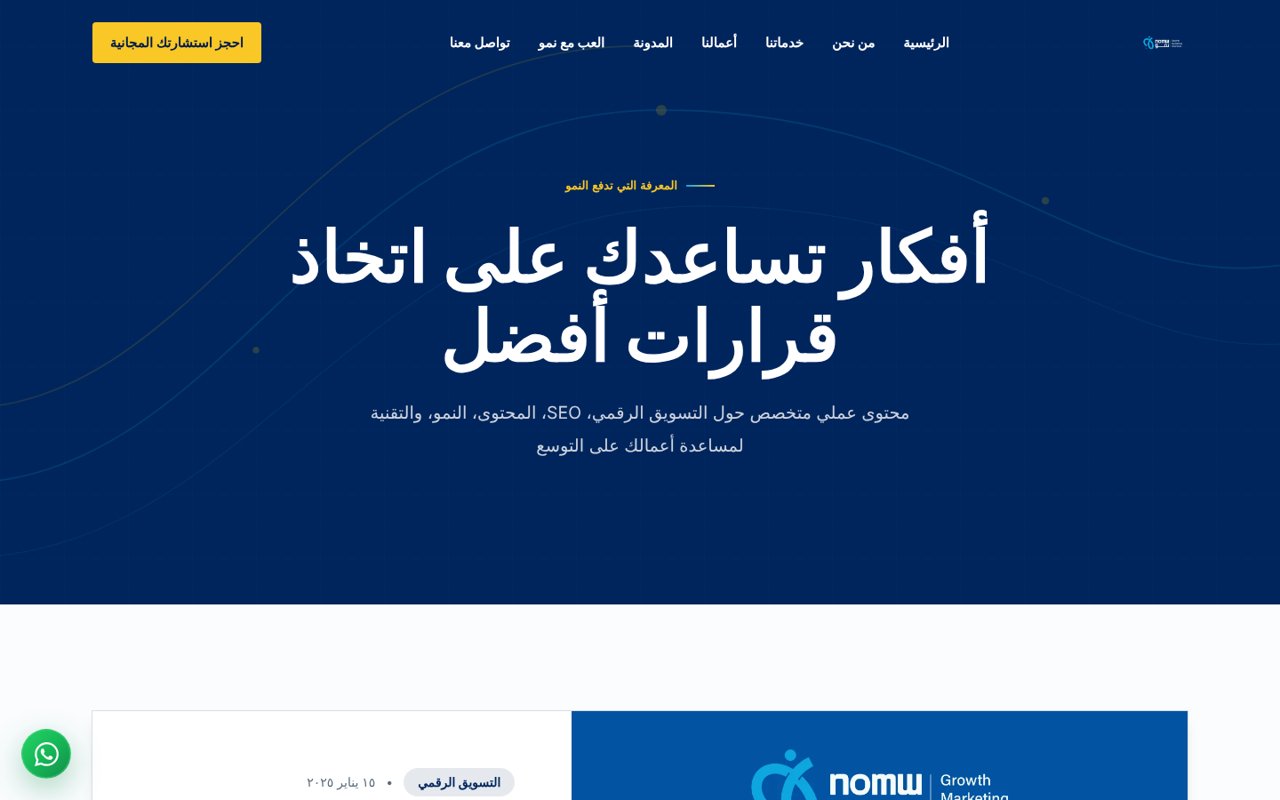 nomw
الرئيسية
من نحن
خدماتنا
أعمالنا
المدونة
العب مع نمو
تواصل معنا
احجز استشارتك المجانية
المعرفة التي تدفع النمو
أفكار تساعدك على اتخاذ
قرارات أفضل
محتوى عملي متخصص حول التسويق الرقمي، SEO، المحتوى، النمو، والتقنية
لمساعدة أعمالك على التوسع
nomw
Growth
Marketing
التسويق الرقمي
• ١٥ يناير ٢٠٢٥